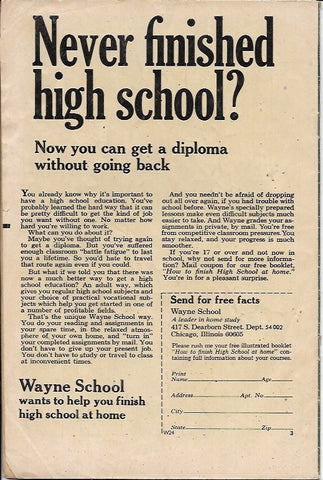 Never finished
high school?
Now you can get a diploma
without going back
You already know why it's important to
have a high school education. You've
probably learned the hard way that it can
be pretty difficult to get the kind of job
you want without one. No matter how
hard you're willing to work.
What can you do about it?
Maybe you've thought of trying again
to get a diploma. But you've suffered
enough classroom "battle fatigue" to last
you a lifetime. So you'd hate to travel
that route again even if you could.
But what if we told you that there was
now a much better way to get a high
school education? An adult way, which
gives you regular high school subjects and
your choice of practical vocational sub-
jects which help you get started in one of
a number of profitable fields.
That's the unique Wayne School way.
You do your reading and assignments in
your spare time, in the relaxed atmos-
phere of your own home, and "turn in"
your completed assignments by mail. You
don't have to give up your present job.
You don't have to study or travel to class
at inconvenient times.
Wayne School
wants to help you finish
high school at home
And you needn't be afraid of dropping
out all over again, if you had trouble with
school before. Wayne's specially prepared
lessons make even difficult subjects much
easier to take. And Wayne grades your as-
signments in private, by mail. You're free
from competitive classroom pressures. You
stay relaxed, and your progress is much
smoother.
If you're 17 or over and not now in
school, why not send for more informa-
tion? Mail coupon for our free booklet,
"How to finish High School at home."
You're in for a pleasant surprise.
Send for free facts
Wayne School
A leader in home study
417 S. Dearborn Street, Dept. 54 002
Chicago, Illinois 60605
Please rush me your free illustrated booklet
"How to finish High School at home" con-
taining full information about your courses.
Print
Name Age
Address Apt. No.
City
State Zip
W24 3